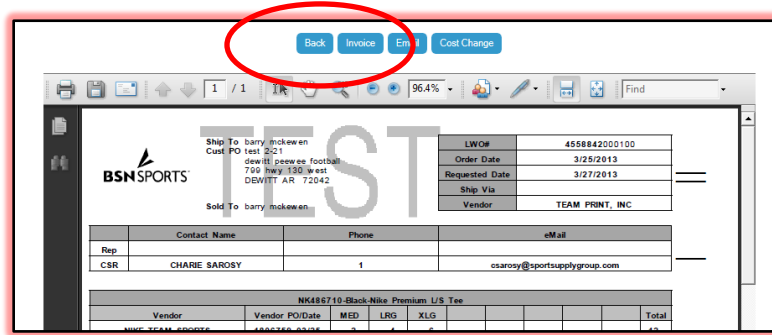 Back Invoice Email Cost Change
1 / 1 96.4% Find
TEST
BSN SPORTS
Ship To barry mckewen
Cust PO test 2-21
dewitt peewee football
799 hwy 130 west
DEWITT AR 72042
Sold To barry mckewen
LWO# 4558842000100
Order Date 3/25/2013
Requested Date 3/27/2013
Ship Via
Vendor TEAM PRINT, INC
Contact Name Phone eMail
Rep
CSR CHARIE SAROSY 1 csarosy@sportsupplygroup.com
NK486710-Black-Nike Premium L/S Tee
Vendor Vendor PO/Date MED LRG XLG Total
NIKE TEAM SPORTS